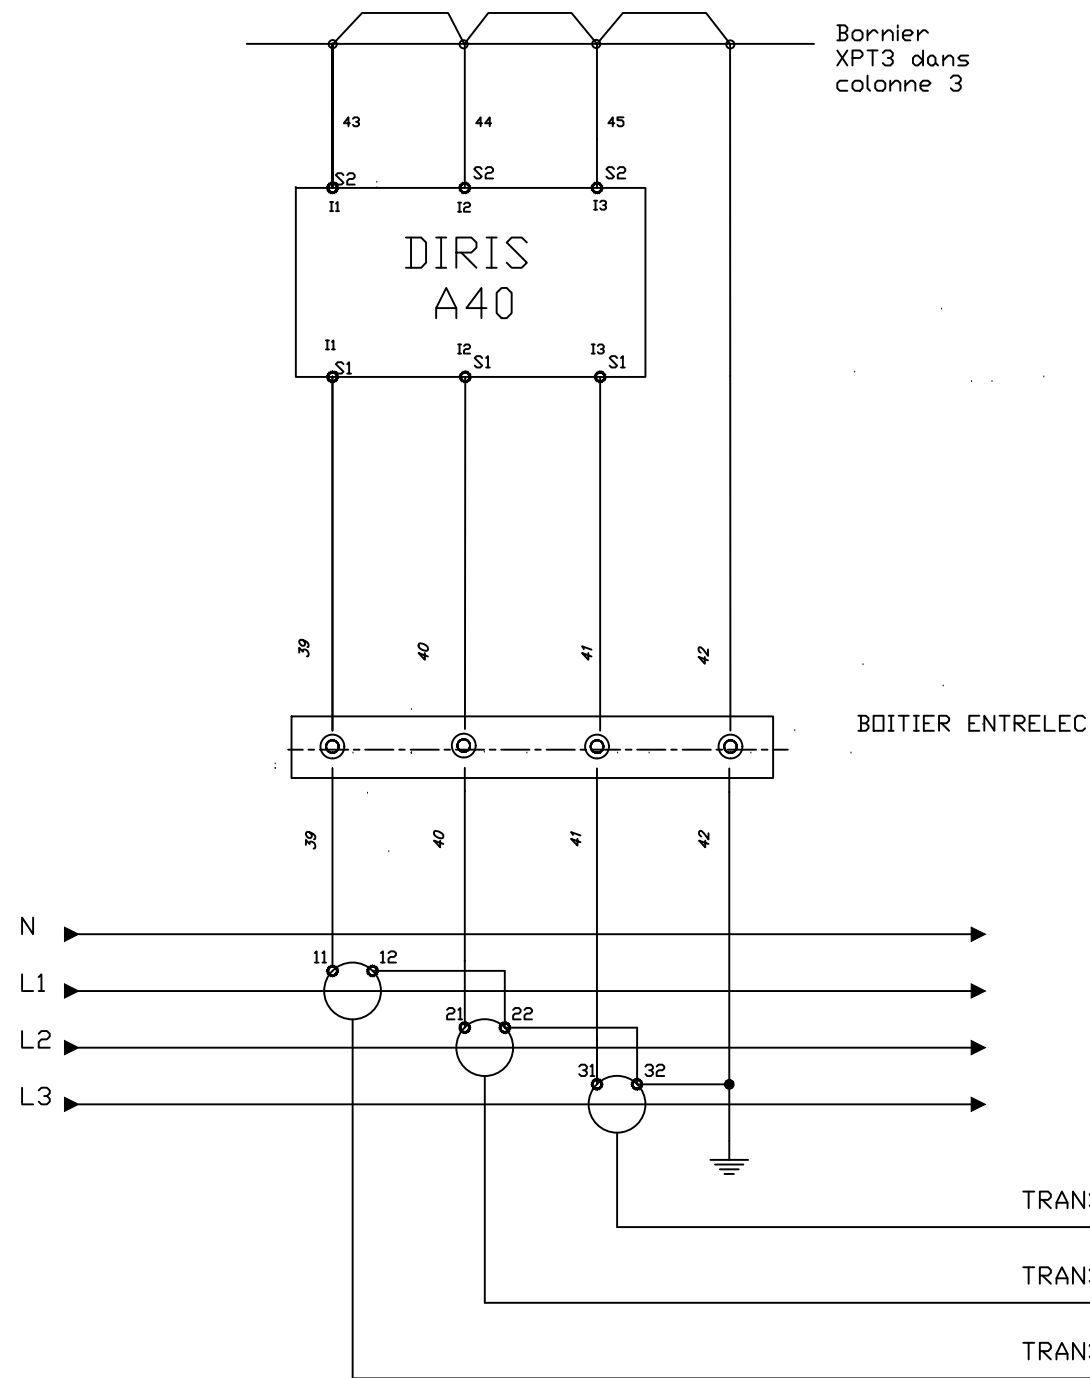 Bornier
XPT3 dans
colonne 3
43 44 45
S2 S2 S2
I1 I2 I3
DIRIS
A40
I1 I2 I3
S1 S1 S1
39 40 41 42
BOITIER ENTRELEC
39 40 41 42
N
11 12
L1
21 22
L2
31 32
L3